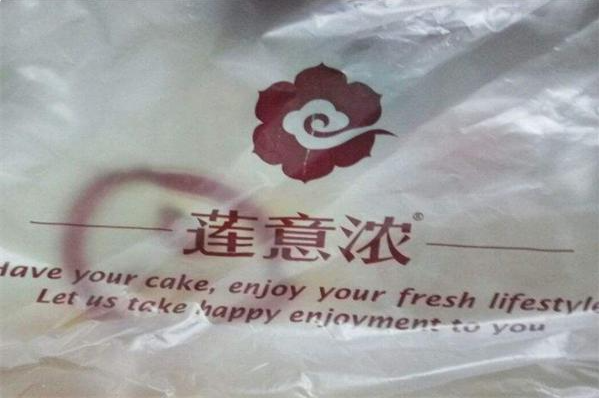 莲意浓®
Have your cake, enjoy your fresh lifestyle
Let us take happy enjoyment to you